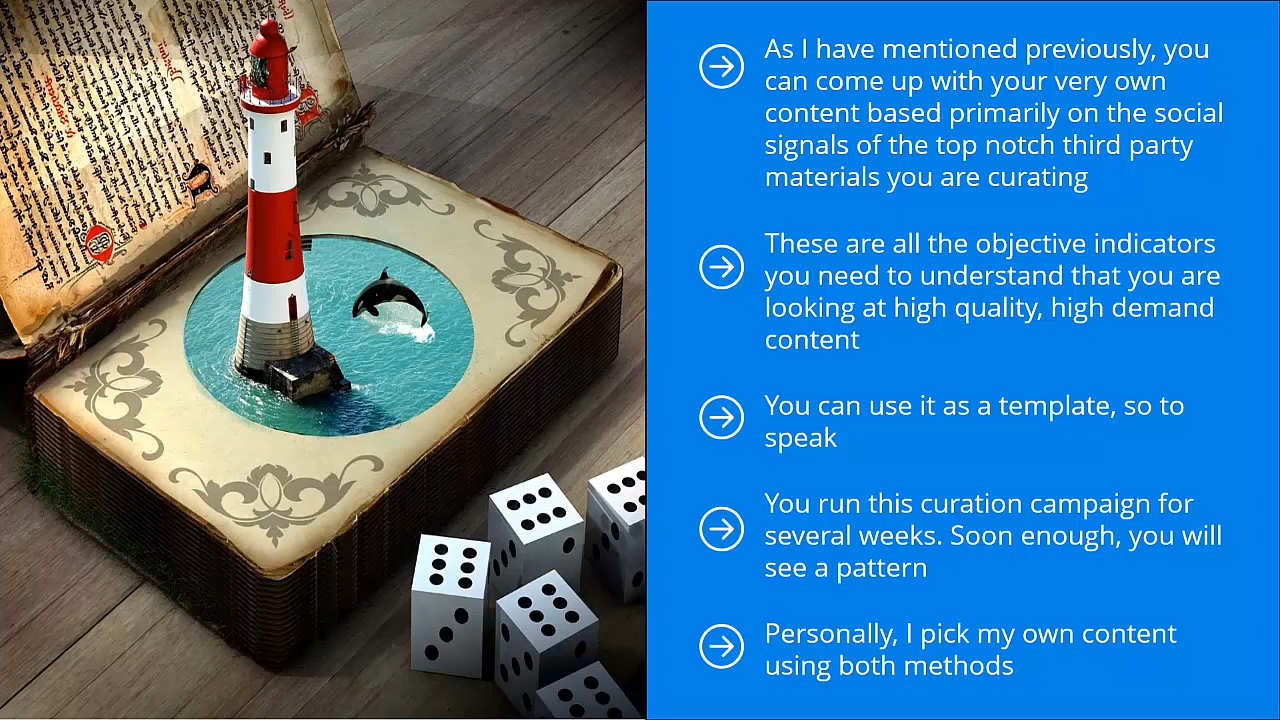 As I have mentioned previously, you
can come up with your very own
content based primarily on the social
signals of the top notch third party
materials you are curating
These are all the objective indicators
you need to understand that you are
looking at high quality, high demand
content
You can use it as a template, so to
speak
You run this curation campaign for
several weeks. Soon enough, you will
see a pattern
Personally, I pick my own content
using both methods